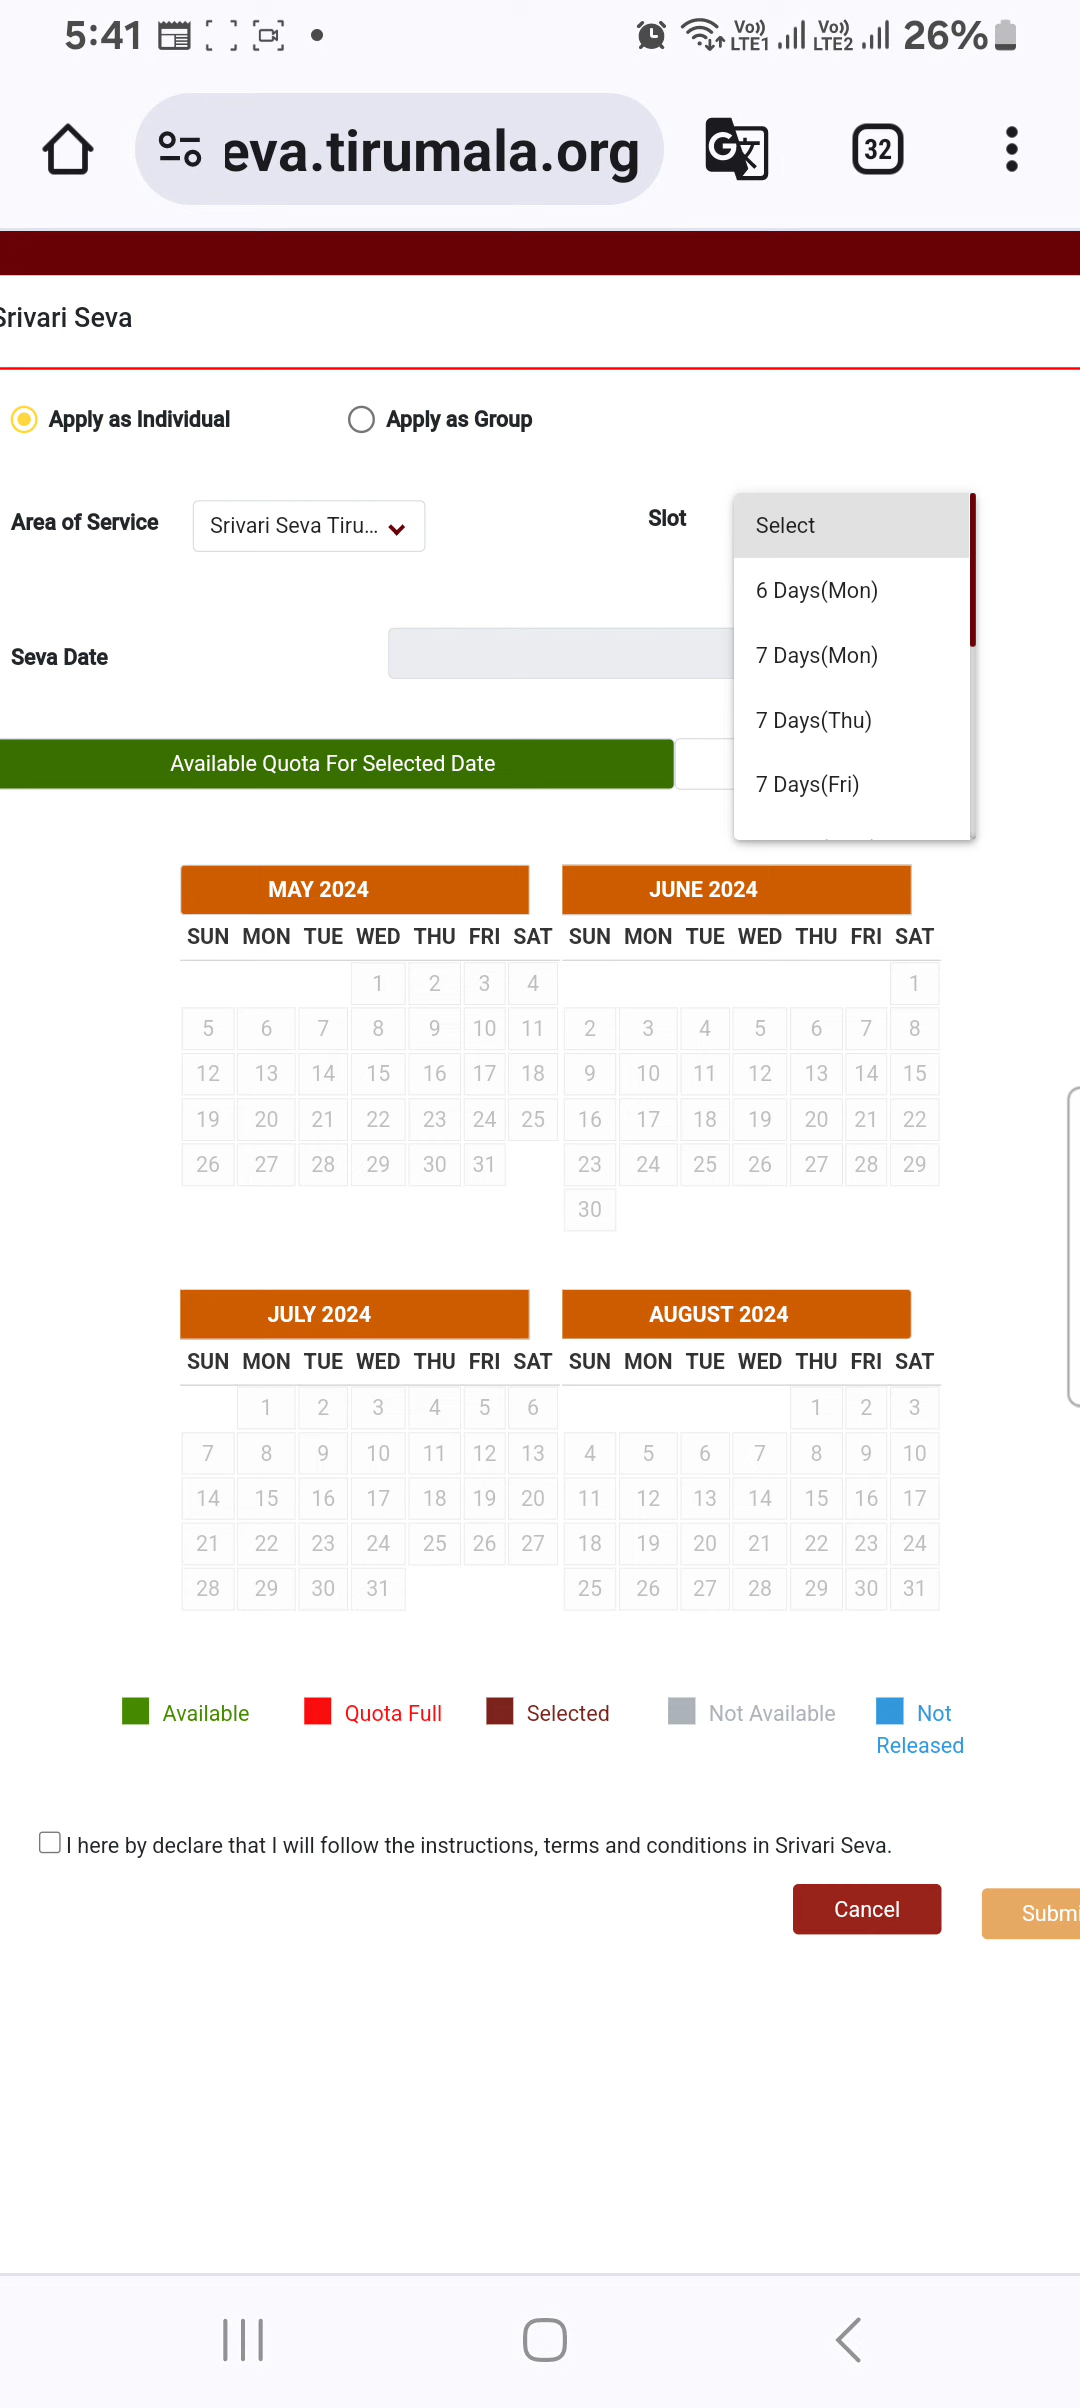 5:41
Vo)) LTE1 Vo)) LTE2 26%
eva.tirumala.org
32
Srivari Seva
Apply as Individual Apply as Group
Area of Service Srivari Seva Tiru... Slot Select
6 Days(Mon)
7 Days(Mon)
Seva Date
7 Days(Thu)
Available Quota For Selected Date
7 Days(Fri)
MAY 2024
SUN MON TUE WED THU FRI SAT
1 2 3 4
5 6 7 8 9 10 11
12 13 14 15 16 17 18
19 20 21 22 23 24 25
26 27 28 29 30 31
JUNE 2024
SUN MON TUE WED THU FRI SAT
1
2 3 4 5 6 7 8
9 10 11 12 13 14 15
16 17 18 19 20 21 22
23 24 25 26 27 28 29
30
JULY 2024
SUN MON TUE WED THU FRI SAT
1 2 3 4 5 6
7 8 9 10 11 12 13
14 15 16 17 18 19 20
21 22 23 24 25 26 27
28 29 30 31
AUGUST 2024
SUN MON TUE WED THU FRI SAT
1 2 3
4 5 6 7 8 9 10
11 12 13 14 15 16 17
18 19 20 21 22 23 24
25 26 27 28 29 30 31
Available Quota Full Selected Not Available Not
Released
I here by declare that I will follow the instructions, terms and conditions in Srivari Seva.
Cancel Submi